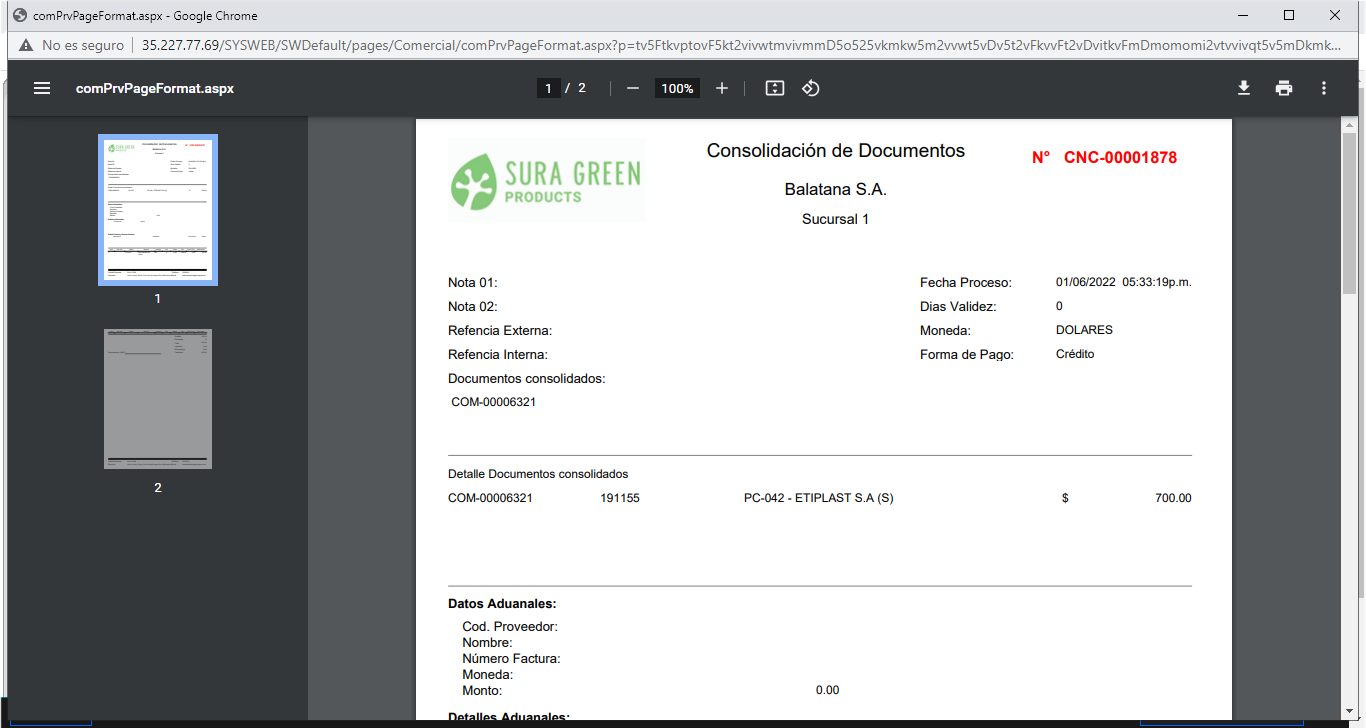 comPrvPageFormat.aspx - Google Chrome
No es seguro 35.227.77.69/SYSWEB/SWDefault/pages/Comercial/comPrvPageFormat.aspx?p=tv5FtkvptovF5kt2vivwtmvivmmD5o525vkmkw5m2vvwt5vDv5t2vFkvvFt2vDvitkvFmDmomomi2vtvvivqt5v5mDkmk...
comPrvPageFormat.aspx
1 / 2
100%
1
2
SURA GREEN
PRODUCTS
Consolidación de Documentos
N° CNC-00001878
Balatana S.A.
Sucursal 1
Nota 01: Fecha Proceso: 01/06/2022 05:33:19p.m.
Nota 02: Dias Validez: 0
Refencia Externa: Moneda: DOLARES
Refencia Interna: Forma de Pago: Crédito
Documentos consolidados:
COM-00006321
Detalle Documentos consolidados
COM-00006321 191155 PC-042 - ETIPLAST S.A (S) $ 700.00
Datos Aduanales:
Cod. Proveedor:
Nombre:
Número Factura:
Moneda:
Monto: 0.00
Detalles Aduanales: